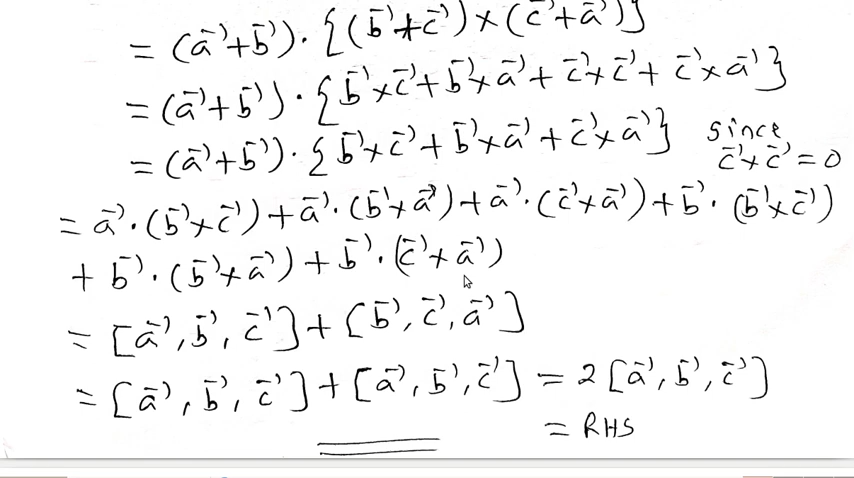 = (a⃗+b⃗)·{(b⃗+c⃗)×(c⃗+a⃗)}
= (a⃗+b⃗)·{b⃗×c⃗+b⃗×a⃗+c⃗×c⃗+c⃗×a⃗}
= (a⃗+b⃗)·{b⃗×c⃗+b⃗×a⃗+c⃗×a⃗} since c⃗×c⃗=0
= a⃗·(b⃗×c⃗)+a⃗·(b⃗×a⃗)+a⃗·(c⃗×a⃗)+b⃗·(b⃗×c⃗)
+ b⃗·(b⃗×a⃗)+b⃗·(c⃗×a⃗)
= [a⃗,b⃗,c⃗]+[b⃗,c⃗,a⃗]
= [a⃗,b⃗,c⃗]+[a⃗,b⃗,c⃗] = 2[a⃗,b⃗,c⃗]
= RHS